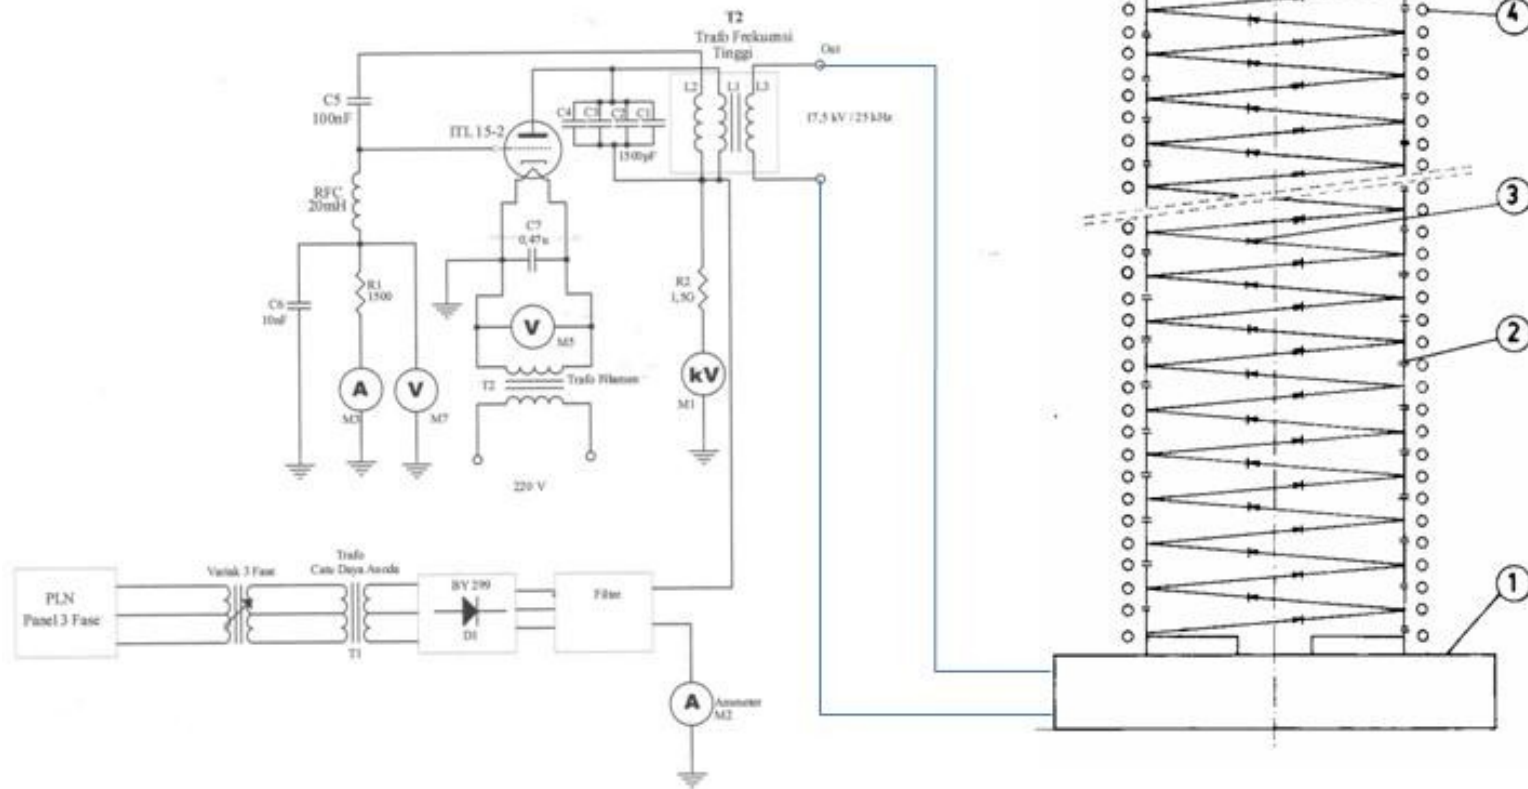 T2
Trafo Frekumsi
Tinggi
Out
L2
L1
L3
17,5 kV / 25 kHz
C5
100nF
ITL 15-2
C4
C3
C2
C1
1500pF
RFC
20mH
C7
0,47u
R1
1500
C6
10nF
R2
1,5G
V
M5
A
M3
V
M7
T2
Trafo Filamen
kV
M1
220 V
PLN
Panel 3 Fase
Variak 3 Fasa
Trafo
Catu Daya Anoda
T1
BY 299
D1
Filter
A
Ammeter
M2
4
3
2
1